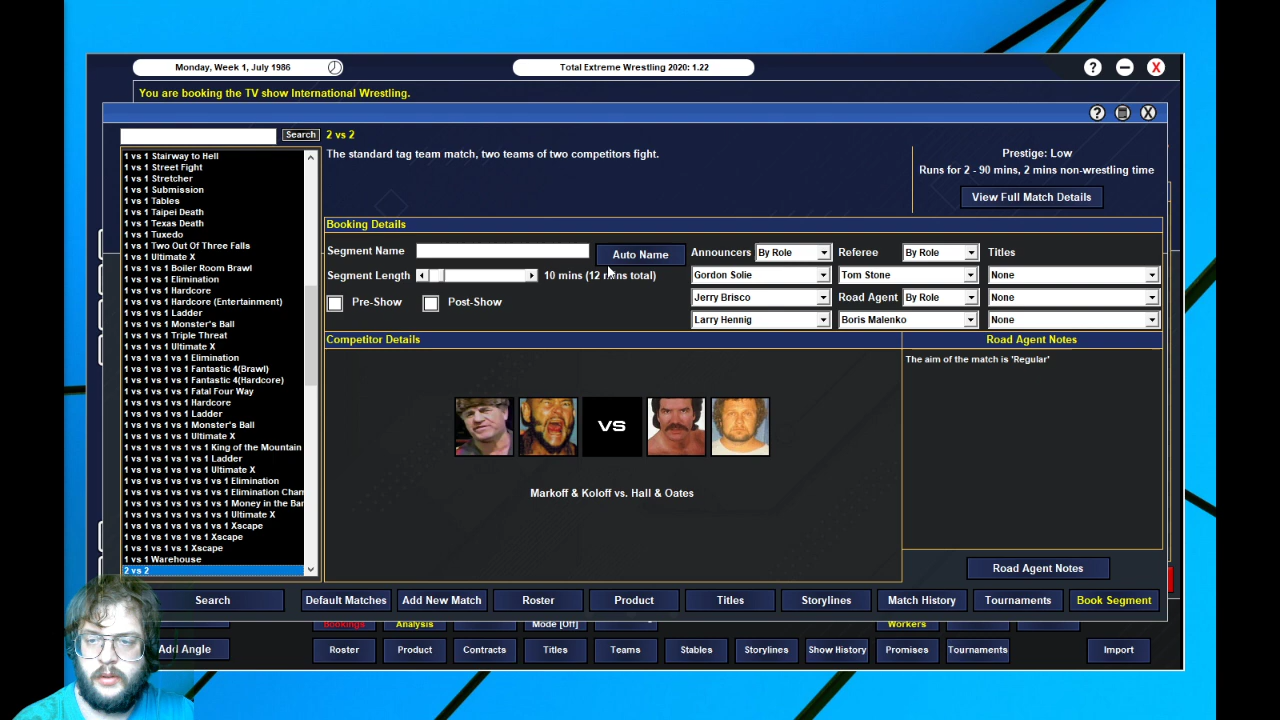 Monday, Week 1, July 1986
Total Extreme Wrestling 2020: 1.22
?
X
You are booking the TV show International Wrestling.
?
X
Search
2 vs 2
The standard tag team match, two teams of two competitors fight.
Prestige: Low
Runs for 2 - 90 mins, 2 mins non-wrestling time
View Full Match Details
1 vs 1 Stairway to Hell
1 vs 1 Street Fight
1 vs 1 Stretcher
1 vs 1 Submission
1 vs 1 Tables
1 vs 1 Taipei Death
1 vs 1 Texas Death
1 vs 1 Tuxedo
1 vs 1 Two Out Of Three Falls
1 vs 1 Ultimate X
1 vs 1 vs 1 Boiler Room Brawl
1 vs 1 vs 1 Elimination
1 vs 1 vs 1 Hardcore
1 vs 1 vs 1 Hardcore (Entertainment)
1 vs 1 vs 1 Ladder
1 vs 1 vs 1 Monster's Ball
1 vs 1 vs 1 Triple Threat
1 vs 1 vs 1 Ultimate X
1 vs 1 vs 1 vs 1 Elimination
1 vs 1 vs 1 vs 1 Fantastic 4(Brawl)
1 vs 1 vs 1 vs 1 Fantastic 4(Hardcore)
1 vs 1 vs 1 vs 1 Fatal Four Way
1 vs 1 vs 1 vs 1 Hardcore
1 vs 1 vs 1 vs 1 Ladder
1 vs 1 vs 1 vs 1 Monster's Ball
1 vs 1 vs 1 vs 1 Ultimate X
1 vs 1 vs 1 vs 1 vs 1 King of the Mountain
1 vs 1 vs 1 vs 1 vs 1 Ladder
1 vs 1 vs 1 vs 1 vs 1 Ultimate X
1 vs 1 vs 1 vs 1 vs 1 vs 1 Elimination
1 vs 1 vs 1 vs 1 vs 1 vs 1 Elimination Cham
1 vs 1 vs 1 vs 1 vs 1 vs 1 Money in the Ban
1 vs 1 vs 1 vs 1 vs 1 vs 1 Ultimate X
1 vs 1 vs 1 vs 1 vs 1 vs 1 Xscape
1 vs 1 vs 1 vs 1 vs 1 Xscape
1 vs 1 vs 1 vs 1 Xscape
1 vs 1 Warehouse
2 vs 2
Booking Details
Segment Name
Auto Name
Announcers
By Role
Referee
By Role
Titles
Segment Length
10 mins (12 mins total)
Gordon Solie
Tom Stone
None
Pre-Show
Post-Show
Jerry Brisco
Road Agent
By Role
None
Larry Hennig
Boris Malenko
None
Competitor Details
Road Agent Notes
The aim of the match is 'Regular'
VS
Markoff & Koloff vs. Hall & Oates
Road Agent Notes
Search
Default Matches
Add New Match
Roster
Product
Titles
Storylines
Match History
Tournaments
Book Segment
Bookings
Analysis
Mode [Off]
Workers
Add Angle
Roster
Product
Contracts
Titles
Teams
Stables
Storylines
Show History
Promises
Tournaments
Import